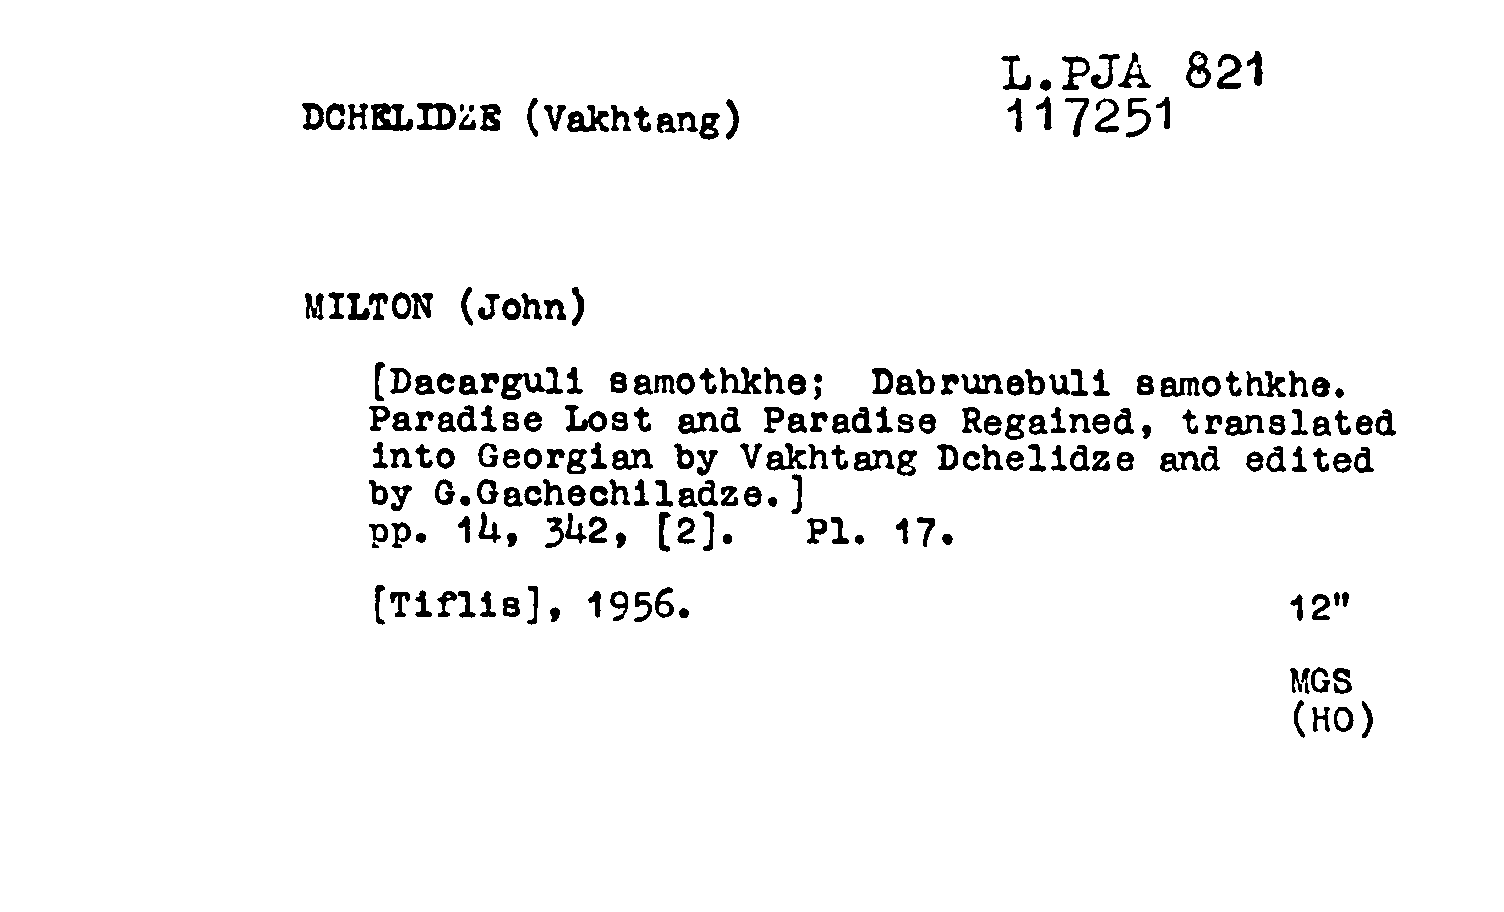 L.PJA 821
DCHELIDZE (Vakhtang)
117251
MILTON (John)
[Dacarguli samothkhe; Dabrunebuli samothkhe.
Paradise Lost and Paradise Regained, translated
into Georgian by Vakhtang Dchelidze and edited
by G.Gachechiladze.]
pp. 14, 342, [2]. Pl. 17.
[Tiflis], 1956. 12"
MGS
(HO)